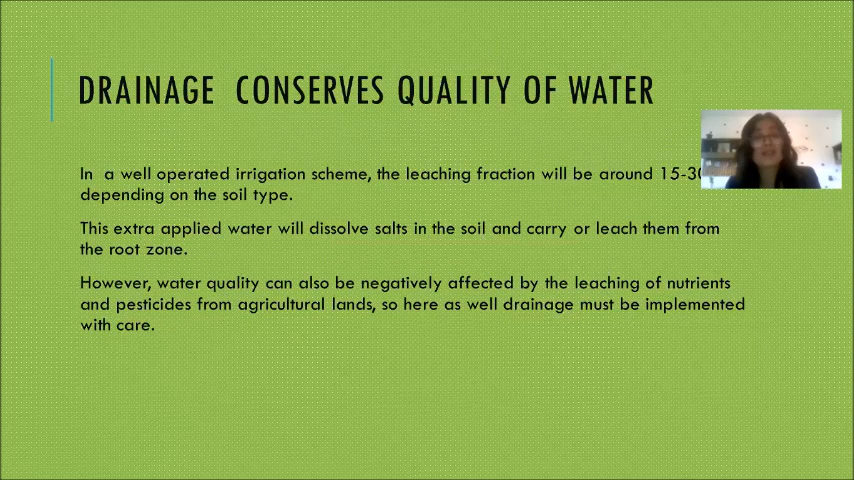 DRAINAGE CONSERVES QUALITY OF WATER
In a well operated irrigation scheme, the leaching fraction will be around 15-30
depending on the soil type.
This extra applied water will dissolve salts in the soil and carry or leach them from
the root zone.
However, water quality can also be negatively affected by the leaching of nutrients
and pesticides from agricultural lands, so here as well drainage must be implemented
with care.